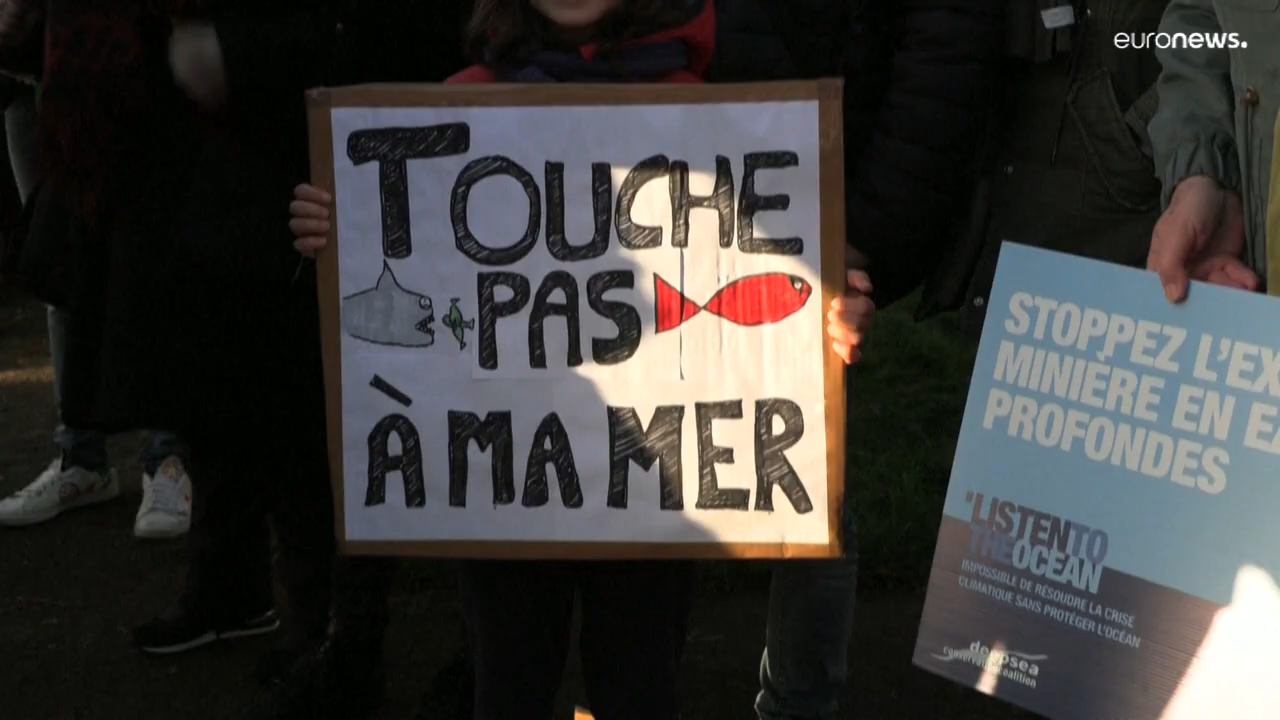 euronews.
TOUCHE
PAS
À MA MER
STOPPEZ L'EX
MINIÈRE EN EA
PROFONDES
"LISTEN TO
THE OCEAN
IMPOSSIBLE DE RÉSOUDRE LA CRISE
CLIMATIQUE SANS PROTÉGER L'OCÉAN
deepsea
conservation coalition